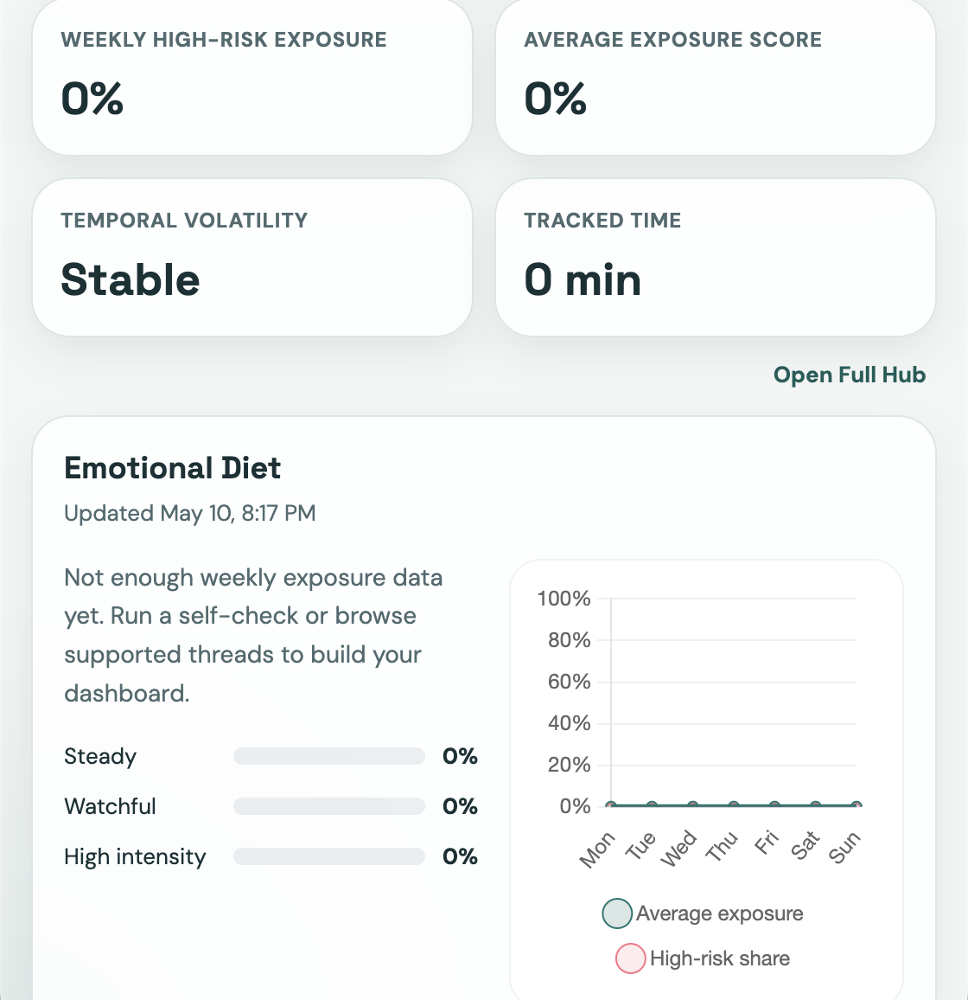 WEEKLY HIGH-RISK EXPOSURE
0%
AVERAGE EXPOSURE SCORE
0%
TEMPORAL VOLATILITY
Stable
TRACKED TIME
0 min
Open Full Hub
Emotional Diet
Updated May 10, 8:17 PM
Not enough weekly exposure data
yet. Run a self-check or browse
supported threads to build your
dashboard.
Steady 0%
Watchful 0%
High intensity 0%
100%
80%
60%
40%
20%
0%
Mon Tue Wed Thu Fri Sat Sun
Average exposure
High-risk share